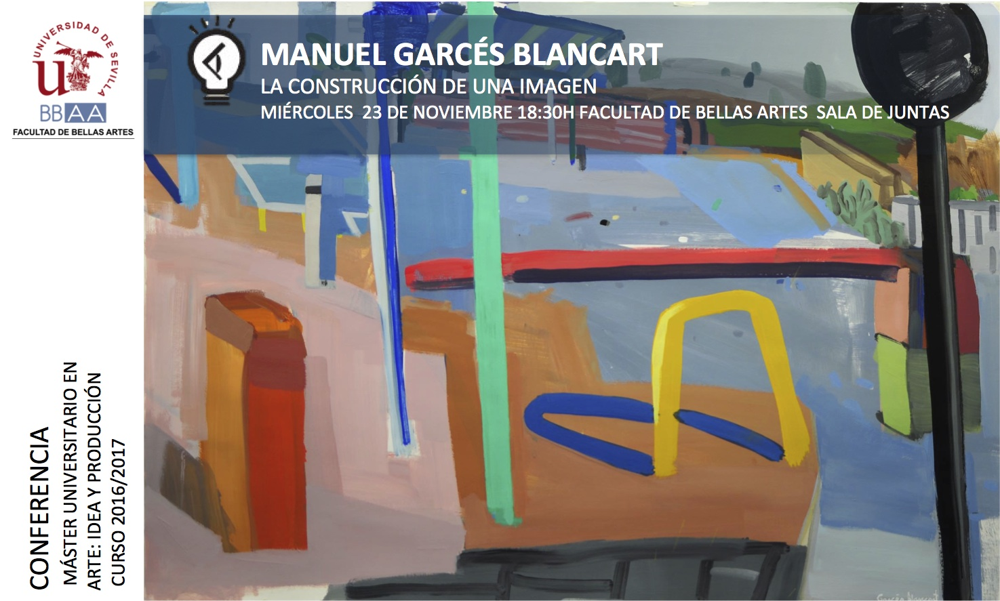 UNIVERSIDAD DE SEVILLA
u
BBAA
FACULTAD DE BELLAS ARTES
MANUEL GARCÉS BLANCART
LA CONSTRUCCIÓN DE UNA IMAGEN
MIÉRCOLES  23 DE NOVIEMBRE 18:30H FACULTAD DE BELLAS ARTES  SALA DE JUNTAS
CONFERENCIA
MÁSTER UNIVERSITARIO EN
ARTE: IDEA Y PRODUCCIÓN
CURSO 2016/2017